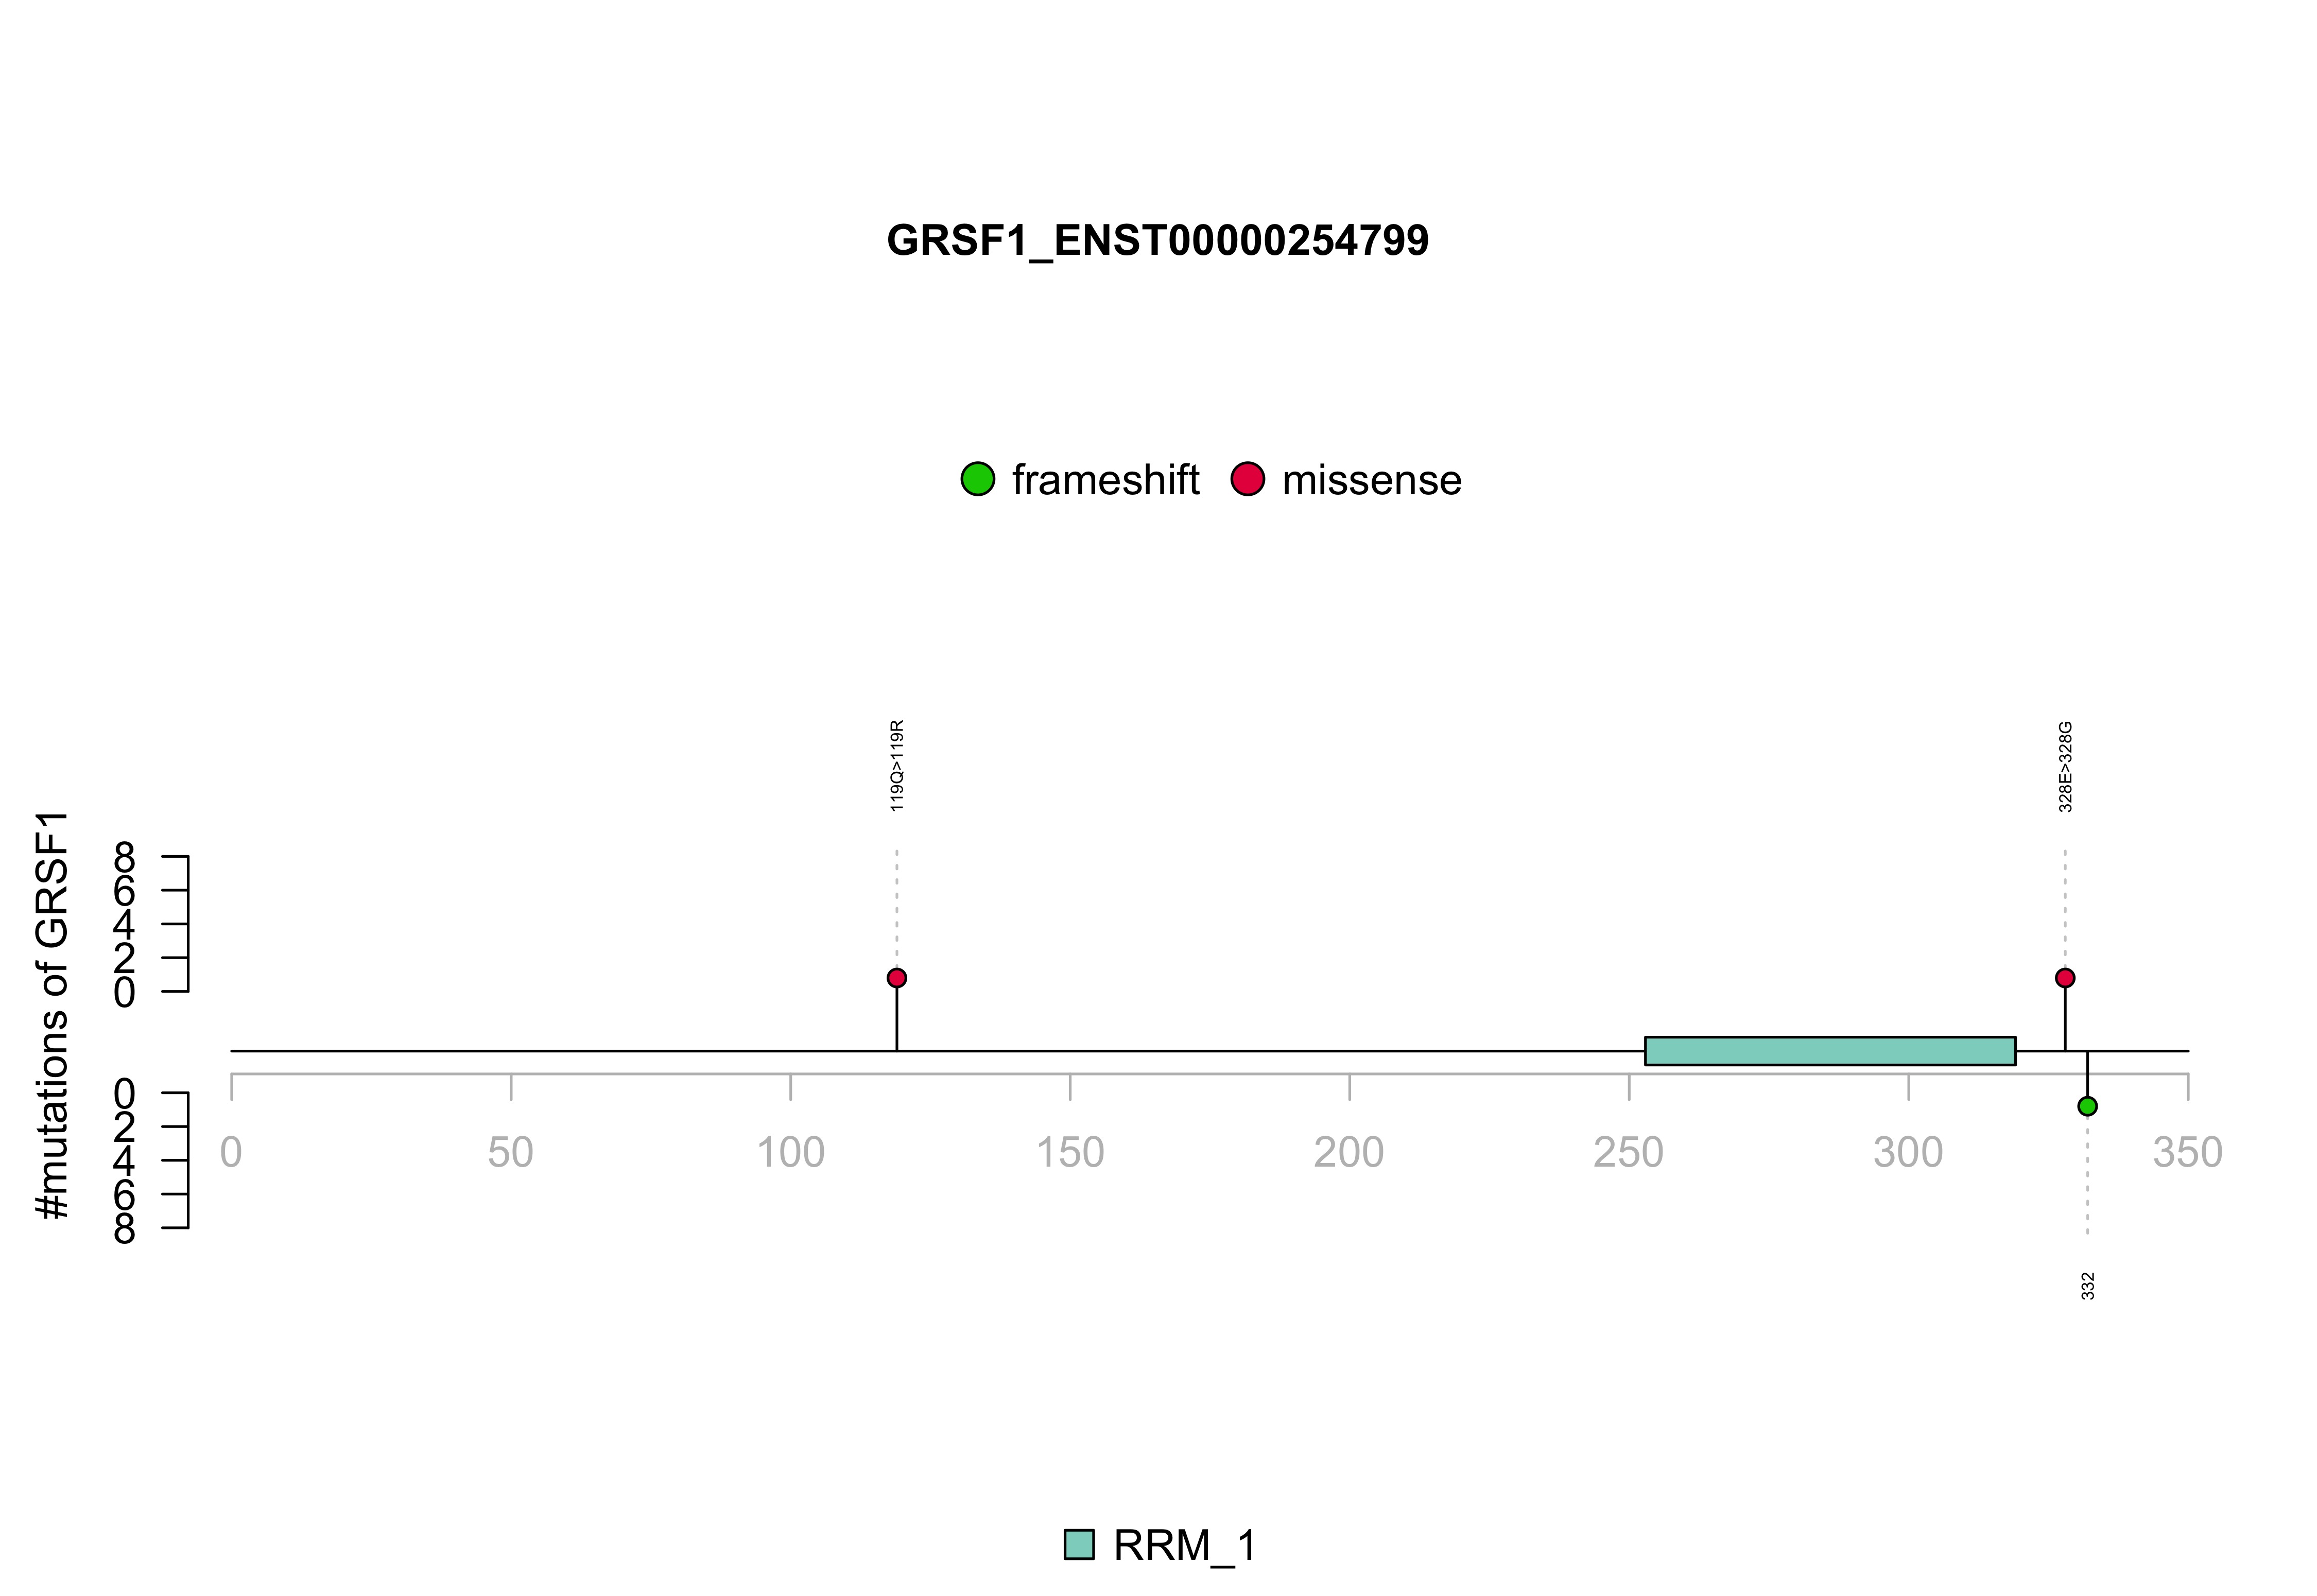 GRSF1_ENST00000254799
frameshift missense
119Q>119R
328E>328G
#mutations of GRSF1
8
6
4
2
0
0
2
4
6
8
0 50 100 150 200 250 300 350
332
RRM_1